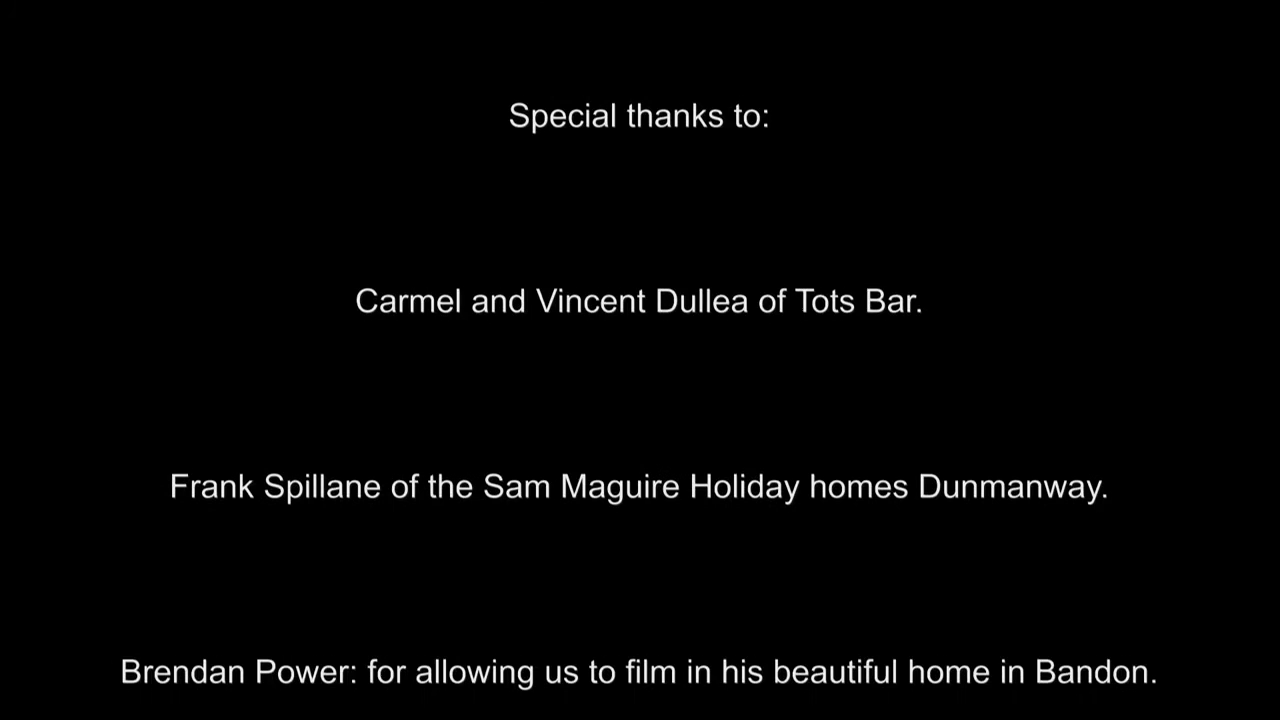 Special thanks to:
Carmel and Vincent Dullea of Tots Bar.
Frank Spillane of the Sam Maguire Holiday homes Dunmanway.
Brendan Power: for allowing us to film in his beautiful home in Bandon.